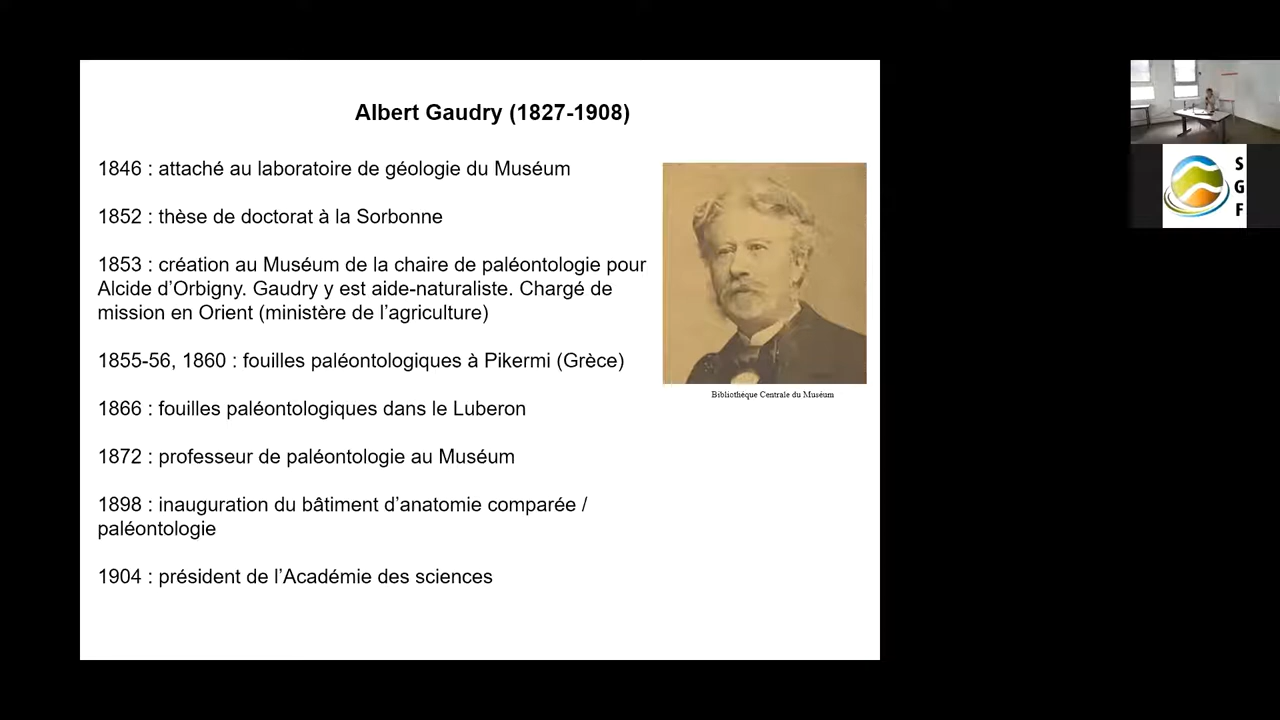 Albert Gaudry (1827-1908)
1846 : attaché au laboratoire de géologie du Muséum
1852 : thèse de doctorat à la Sorbonne
1853 : création au Muséum de la chaire de paléontologie pour
Alcide d’Orbigny. Gaudry y est aide-naturaliste. Chargé de
mission en Orient (ministère de l’agriculture)
1855-56, 1860 : fouilles paléontologiques à Pikermi (Grèce)
1866 : fouilles paléontologiques dans le Luberon
1872 : professeur de paléontologie au Muséum
1898 : inauguration du bâtiment d’anatomie comparée /
paléontologie
1904 : président de l’Académie des sciences
Bibliothéque Centrale du Muséum
S
G
F